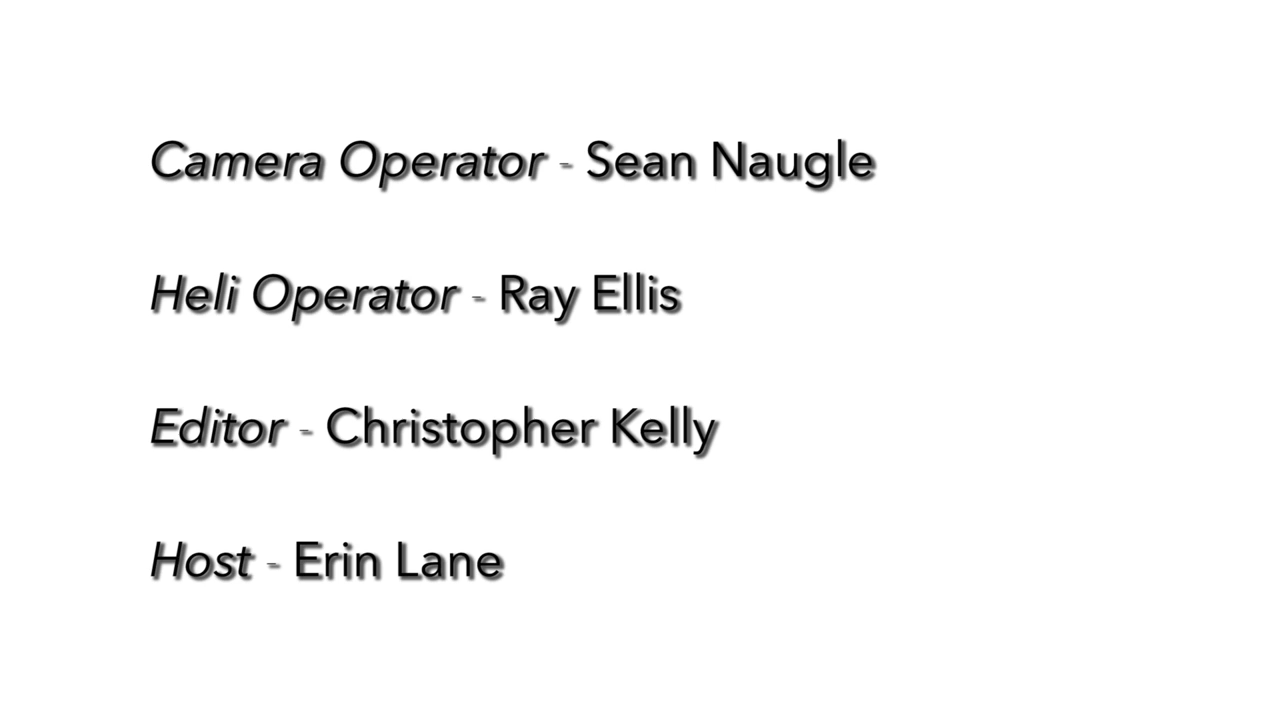 Camera Operator - Sean Naugle
Heli Operator - Ray Ellis
Editor - Christopher Kelly
Host - Erin Lane